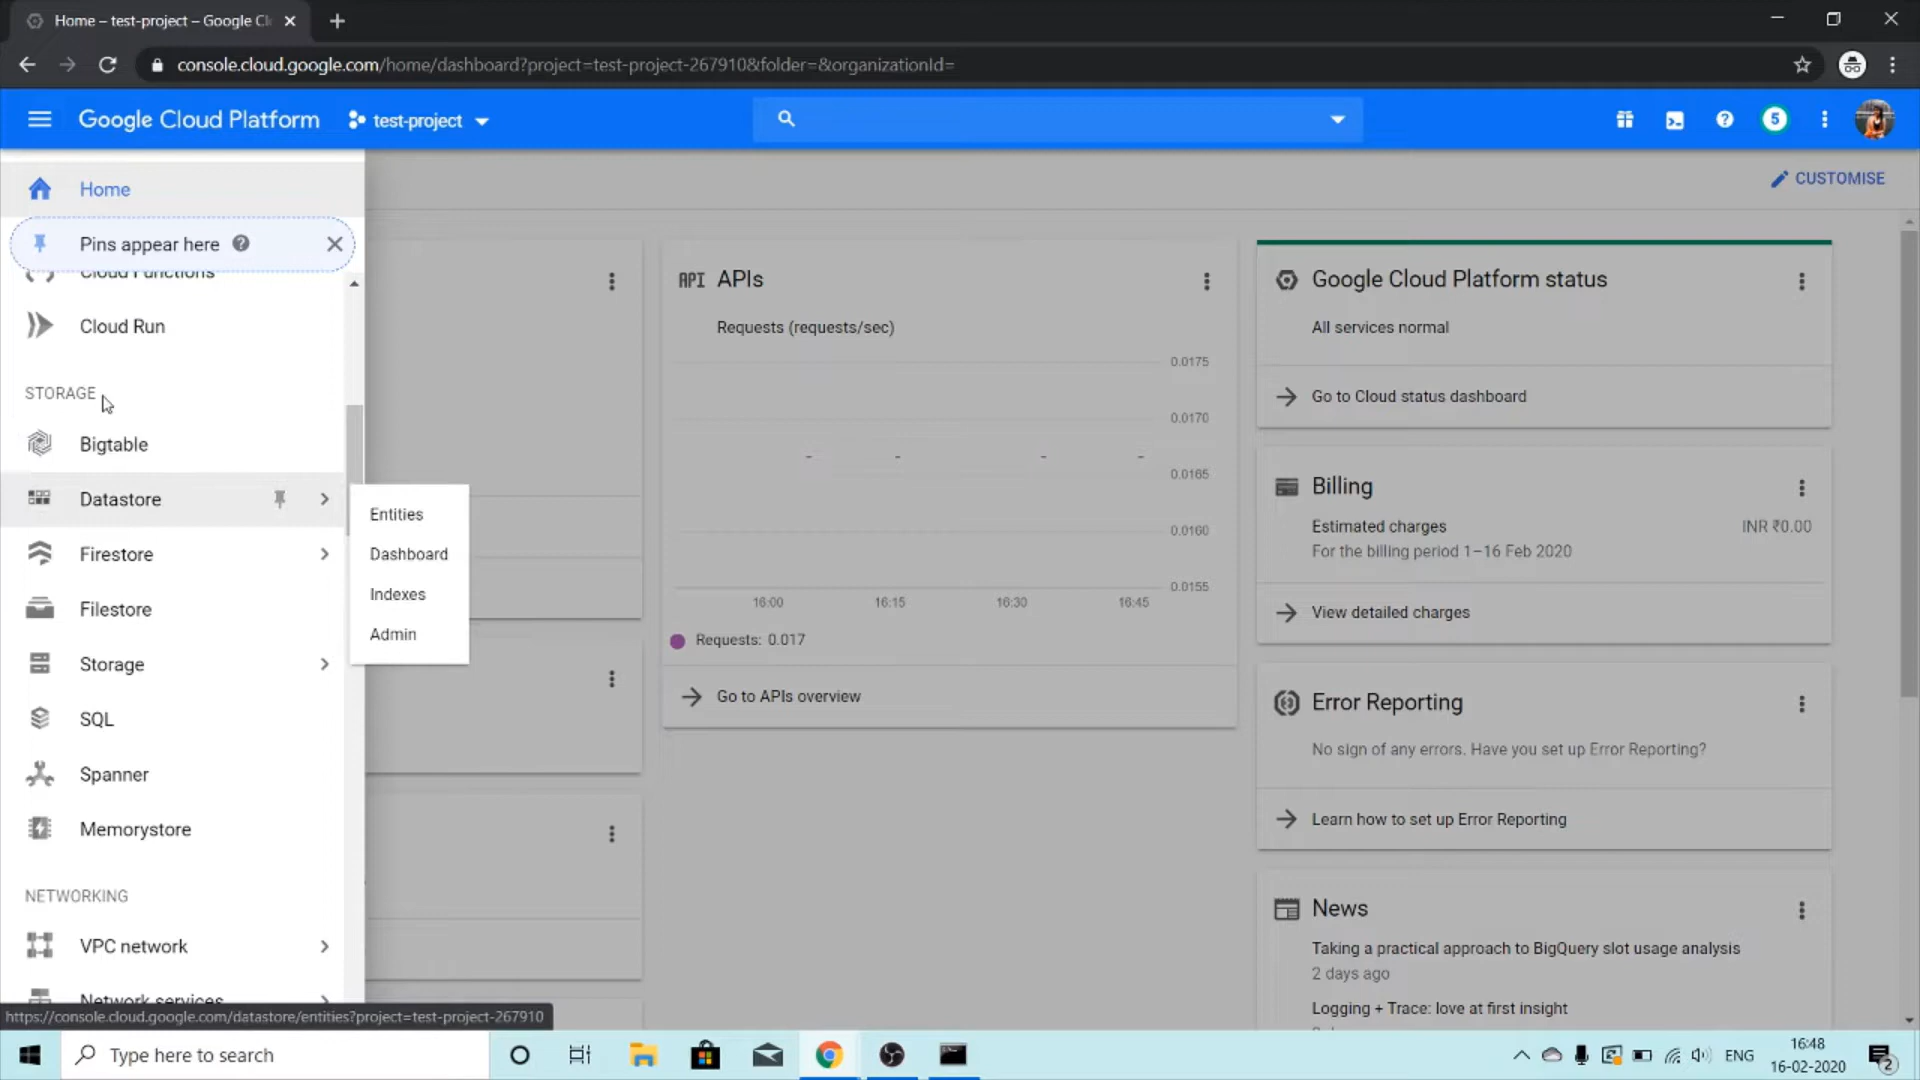 Home – test-project – Google Cl
console.cloud.google.com/home/dashboard?project=test-project-267910&folder=&organizationId=
Google Cloud Platform
test-project
5
CUSTOMISE
Home
Pins appear here
Cloud Functions
Cloud Run
STORAGE
Bigtable
Datastore
Firestore
Filestore
Storage
SQL
Spanner
Memorystore
NETWORKING
VPC network
Network services
https://console.cloud.google.com/datastore/entities?project=test-project-267910
Entities
Dashboard
Indexes
Admin
API APIs
Requests (requests/sec)
0.0175
0.0170
0.0165
0.0160
0.0155
16:00 16:15 16:30 16:45
Requests: 0.017
Go to APIs overview
Google Cloud Platform status
All services normal
Go to Cloud status dashboard
Billing
Estimated charges INR ₹0.00
For the billing period 1–16 Feb 2020
View detailed charges
Error Reporting
No sign of any errors. Have you set up Error Reporting?
Learn how to set up Error Reporting
News
Taking a practical approach to BigQuery slot usage analysis
2 days ago
Logging + Trace: love at first insight
Type here to search
ENG
16:48
16-02-2020
2